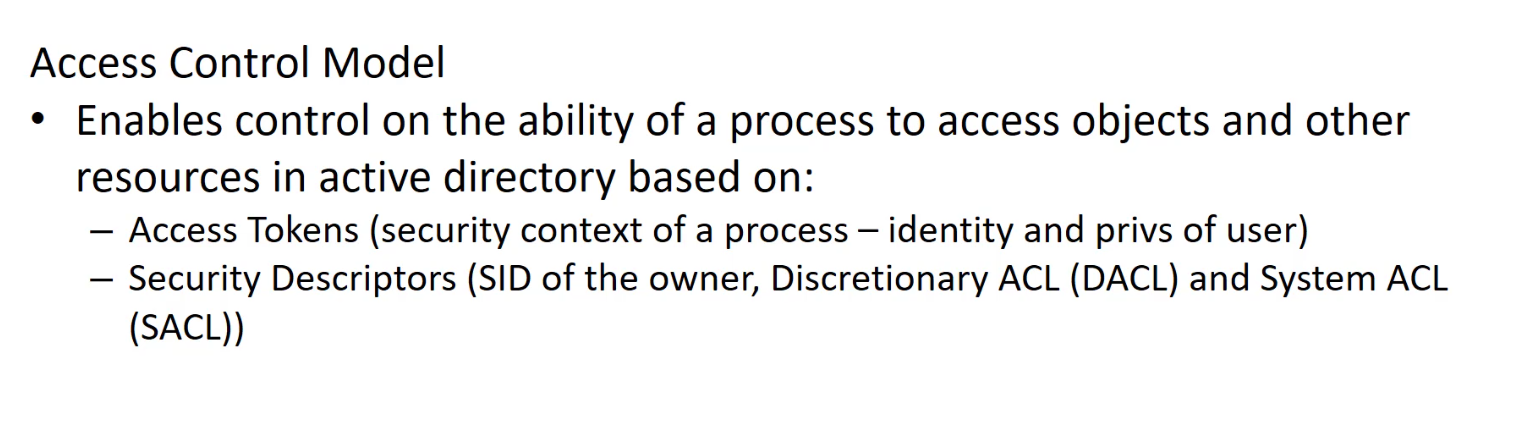 Access Control Model
• Enables control on the ability of a process to access objects and other
resources in active directory based on:
– Access Tokens (security context of a process – identity and privs of user)
– Security Descriptors (SID of the owner, Discretionary ACL (DACL) and System ACL
(SACL))